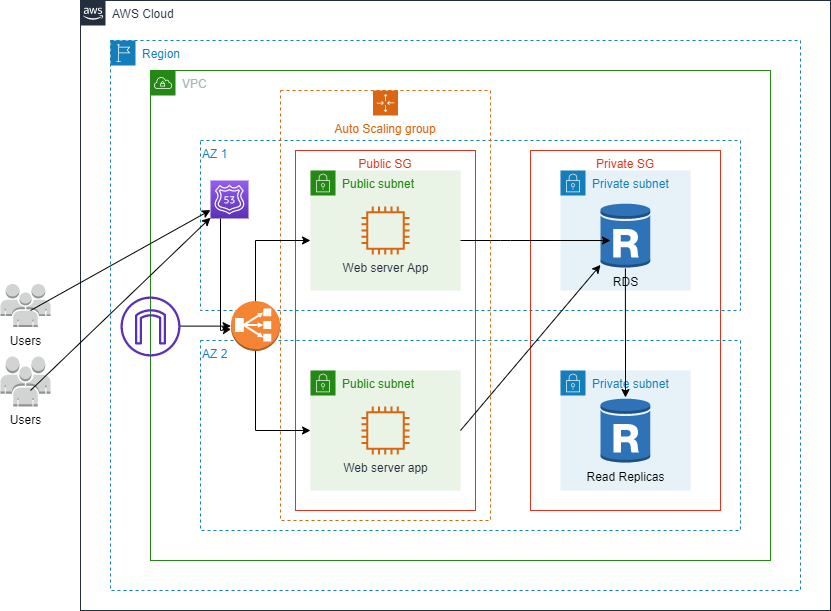 aws
AWS Cloud
Region
VPC
Auto Scaling group
AZ 1
Public SG
Private SG
Public subnet
Private subnet
53
Web server App
R
RDS
Users
AZ 2
Public subnet
Private subnet
Users
R
Web server app
Read Replicas